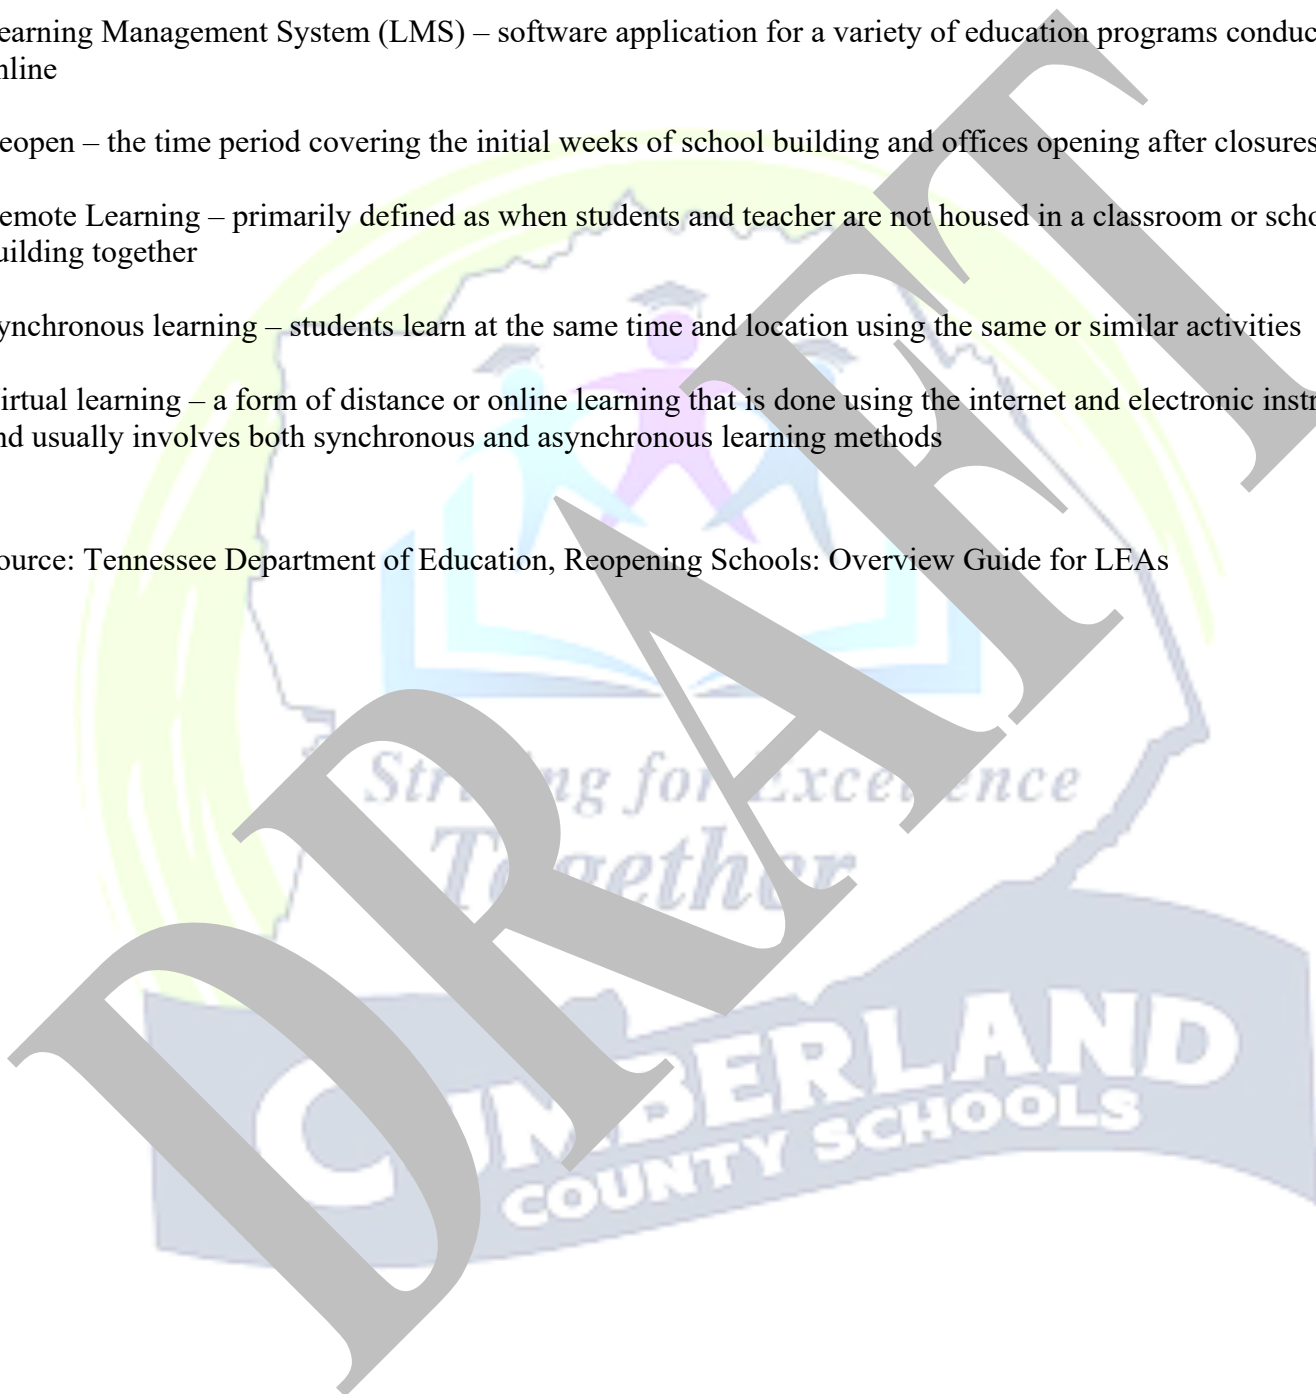 earning Management System (LMS) – software application for a variety of education programs conduc
nline
eopen – the time period covering the initial weeks of school building and offices opening after closures
emote Learning – primarily defined as when students and teacher are not housed in a classroom or scho
uilding together
ynchronous learning – students learn at the same time and location using the same or similar activities
irtual learning – a form of distance or online learning that is done using the internet and electronic instr
nd usually involves both synchronous and asynchronous learning methods
ource: Tennessee Department of Education, Reopening Schools: Overview Guide for LEAs
DRAFT
Striving for Excellence
Together
CUMBERLAND
COUNTY SCHOOLS